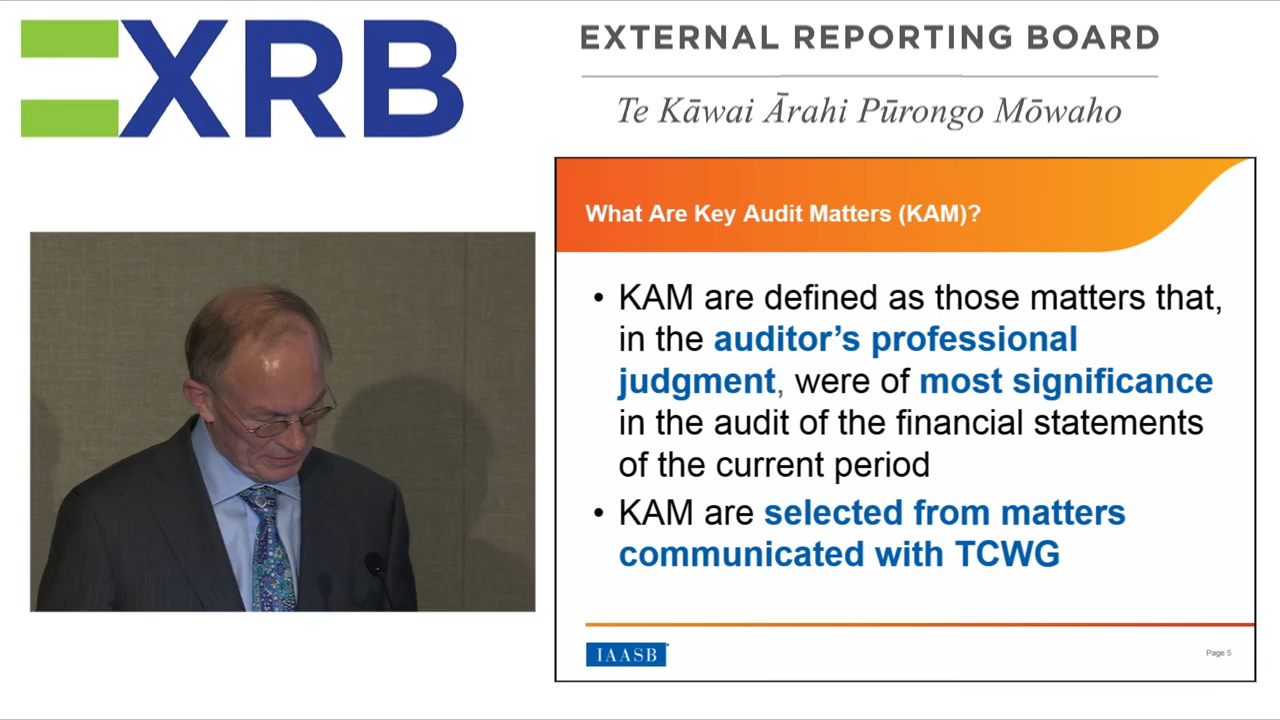 XRB
EXTERNAL REPORTING BOARD
Te Kāwai Ārahi Pūrongo Mōwaho
What Are Key Audit Matters (KAM)?
• KAM are defined as those matters that,
in the auditor’s professional
judgment, were of most significance
in the audit of the financial statements
of the current period
• KAM are selected from matters
communicated with TCWG
IAASB
Page 5